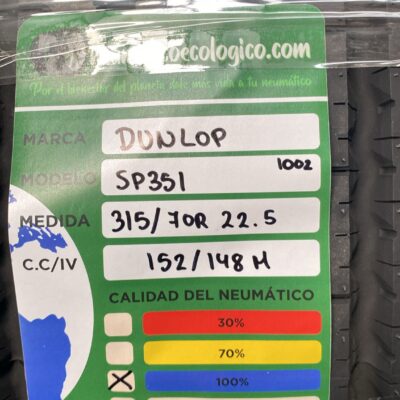 oecologico.com
Por el bienestar del planeta dale más vida a tu neumático
MARCA DUNLOP
MODELO SP351 1002
MEDIDA 315/70R 22.5
C.C/IV 152/148 M
CALIDAD DEL NEUMÁTICO
30%
70%
X 100%